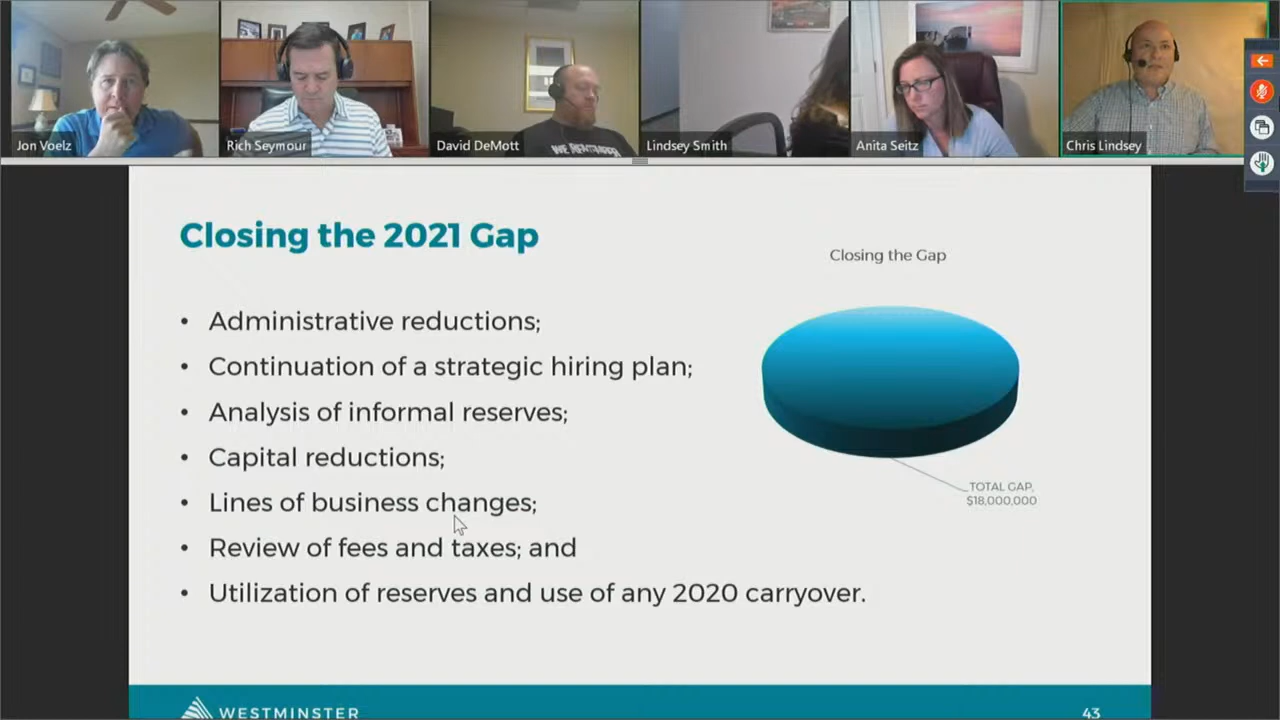 Jon Voelz
Rich Seymour
David DeMott
Lindsey Smith
Anita Seitz
Chris Lindsey
WE REMEMBER
Closing the 2021 Gap
Closing the Gap
• Administrative reductions;
• Continuation of a strategic hiring plan;
• Analysis of informal reserves;
• Capital reductions;
TOTAL GAP,
$18,000,000
• Lines of business changes;
• Review of fees and taxes; and
• Utilization of reserves and use of any 2020 carryover.
WESTMINSTER
43